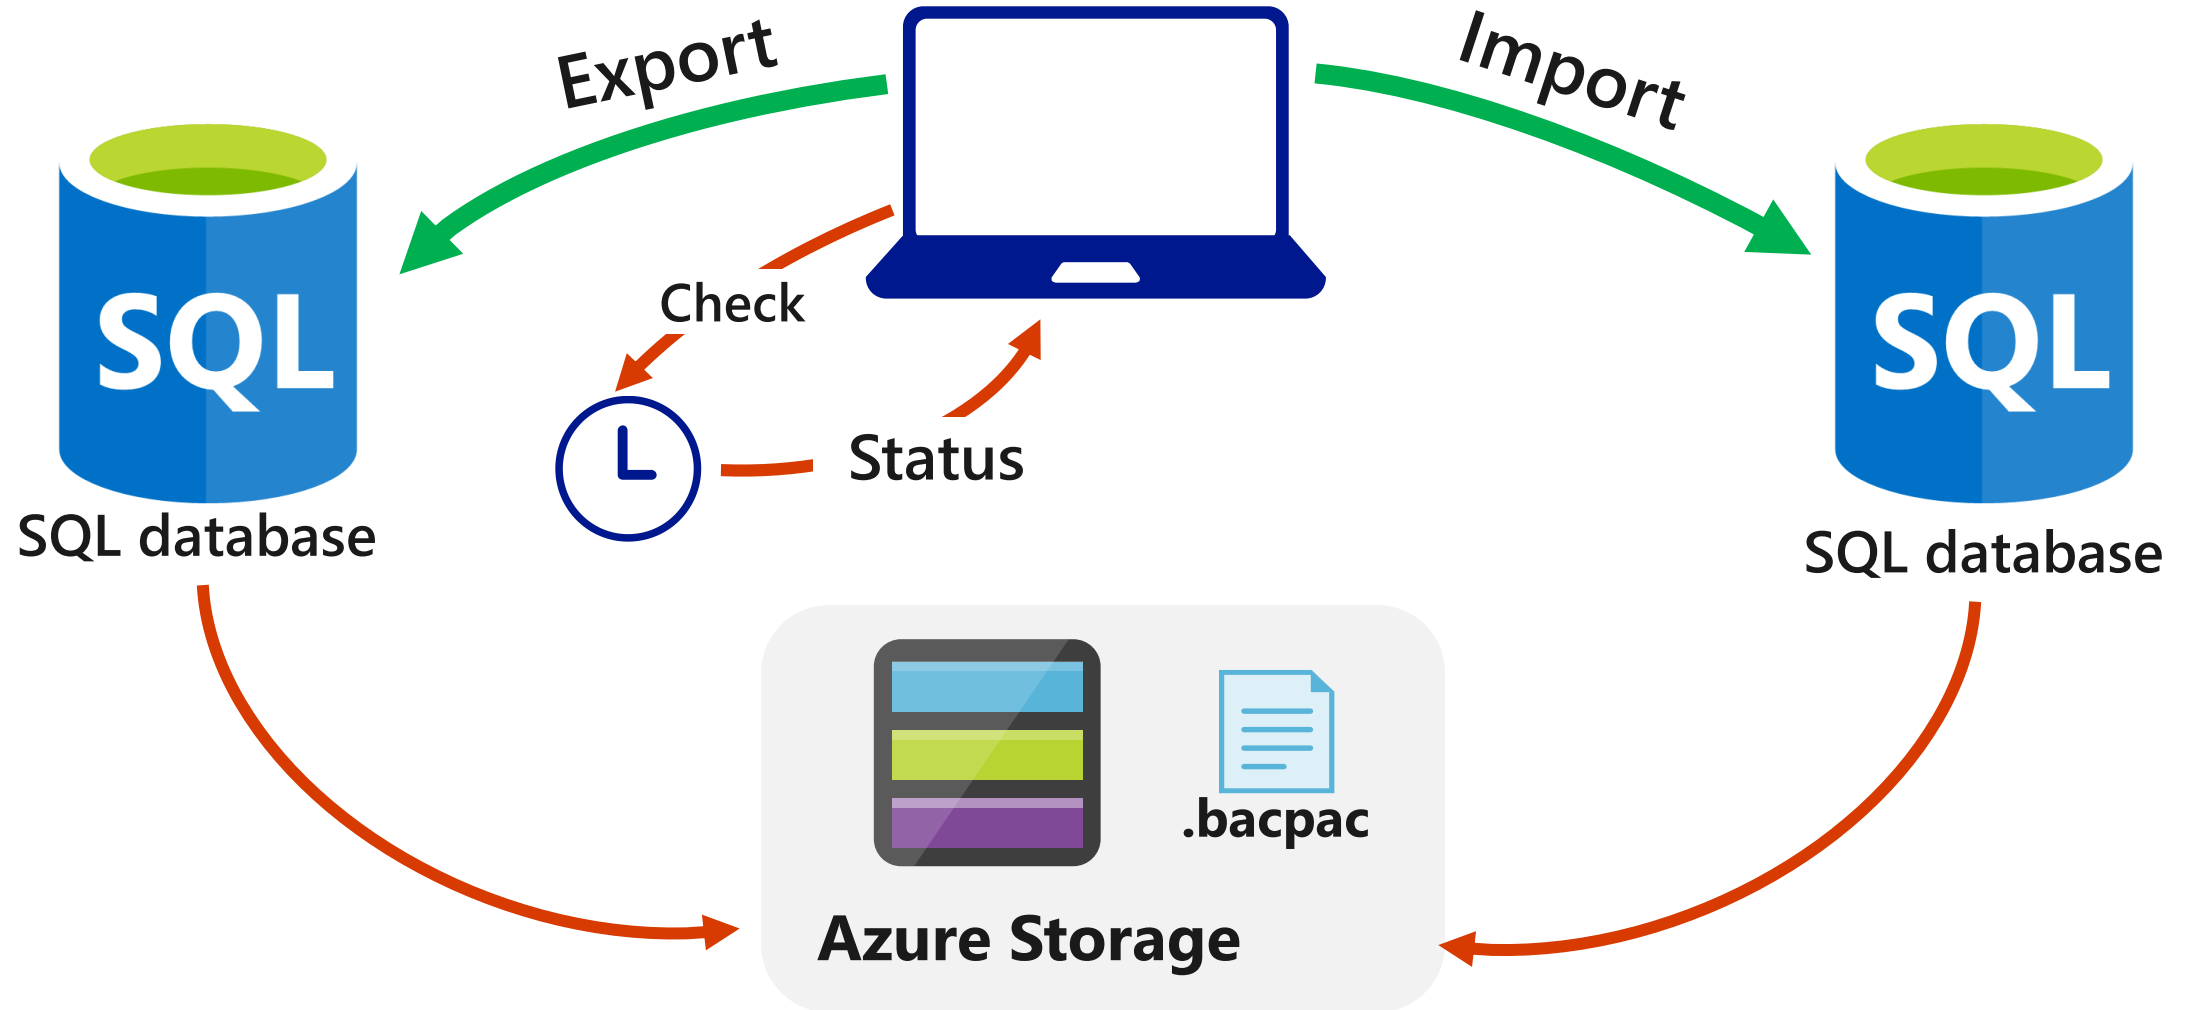 Export
Import
Check
SQL
SQL
Status
SQL database
SQL database
.bacpac
Azure Storage